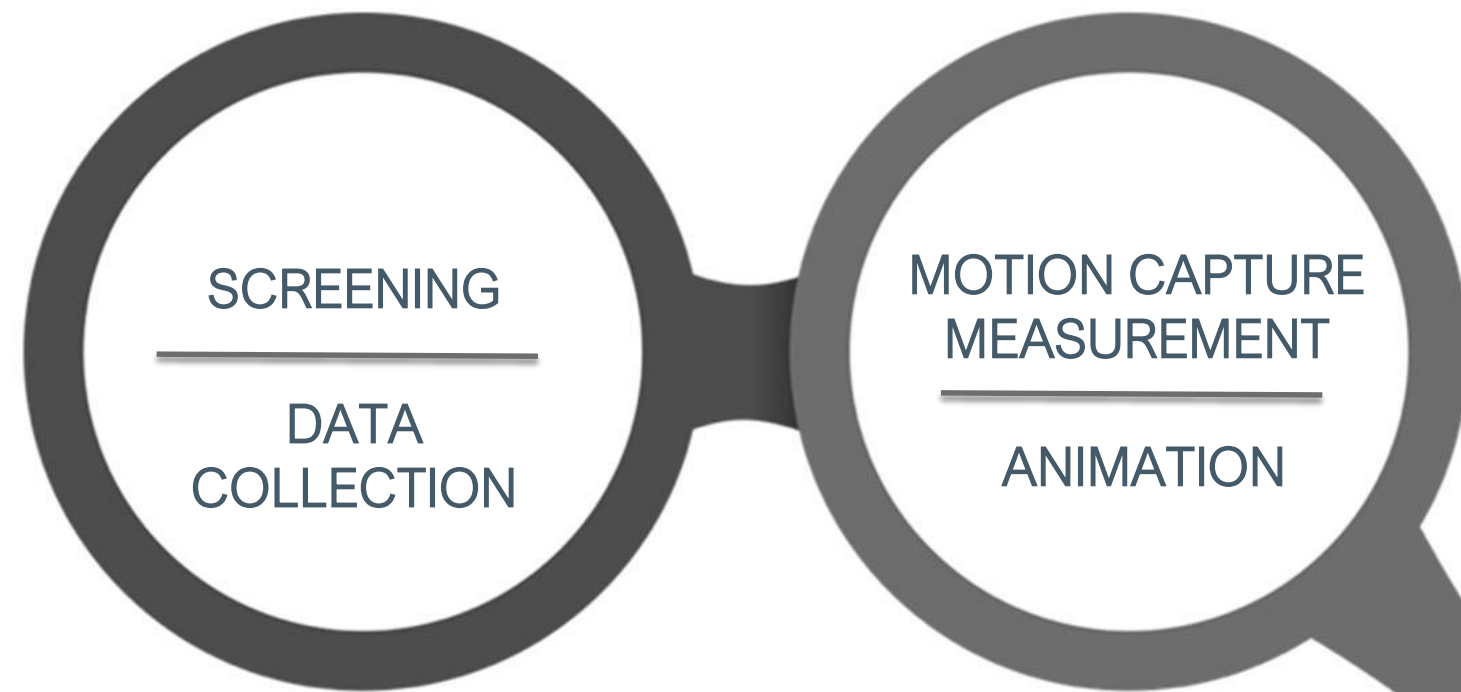 SCREENING
DATA
COLLECTION
MOTION CAPTURE
MEASUREMENT
ANIMATION